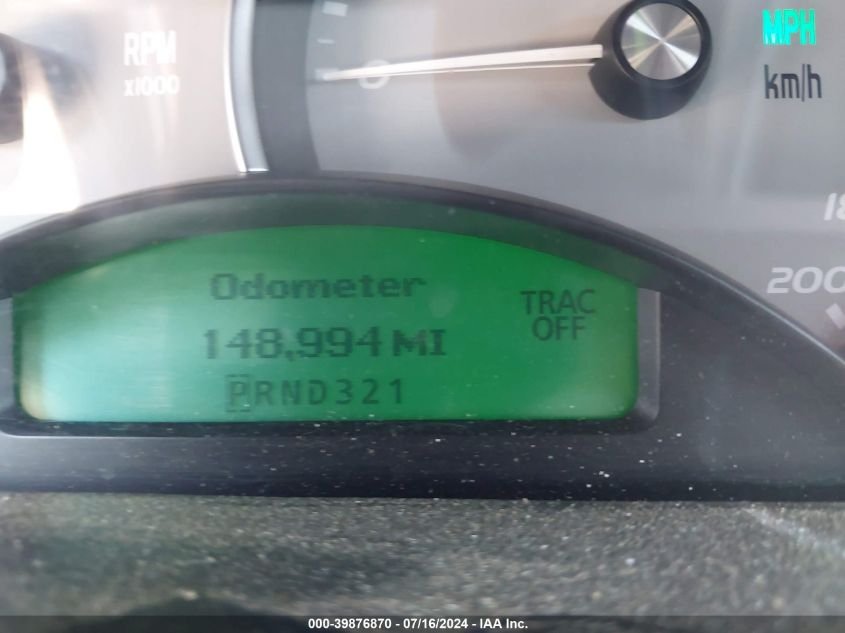 RPM
x1000
0
MPH
km/h
200
Odometer
148,994 MI
TRAC
OFF
PRND321
000-39876870 / 07/16/2024 - IAA Inc.